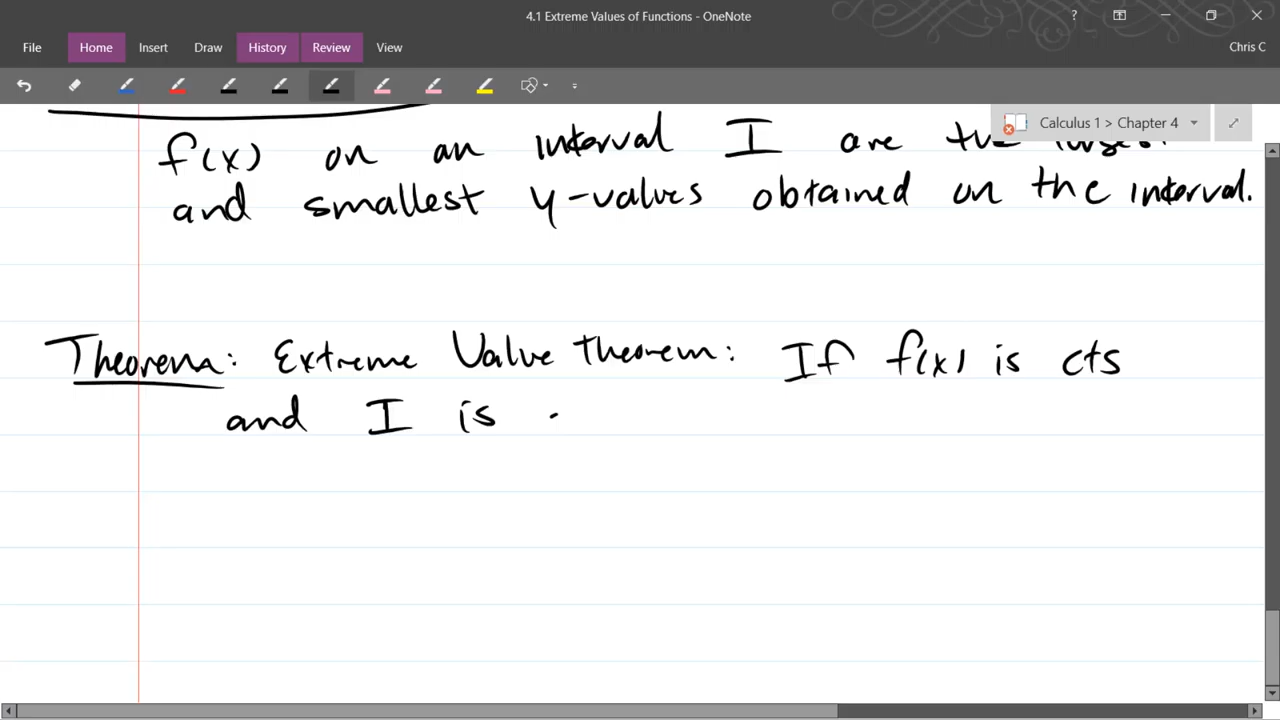 4.1 Extreme Values of Functions - OneNote
File Home Insert Draw History Review View
Chris C
Calculus 1 > Chapter 4
f(x) on an interval I are the largest
and smallest y-values obtained on the interval.
Theorem: Extreme Value Theorem: If f(x) is cts
and I is